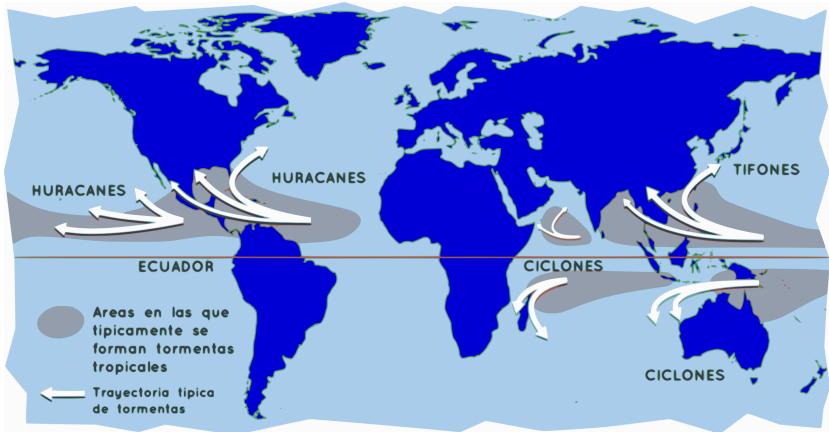 HURACANES
HURACANES
TIFONES
ECUADOR
CICLONES
CICLONES
Areas en las que
tipicamente se
forman tormentas
tropicales
Trayectoria tipica
de tormentas